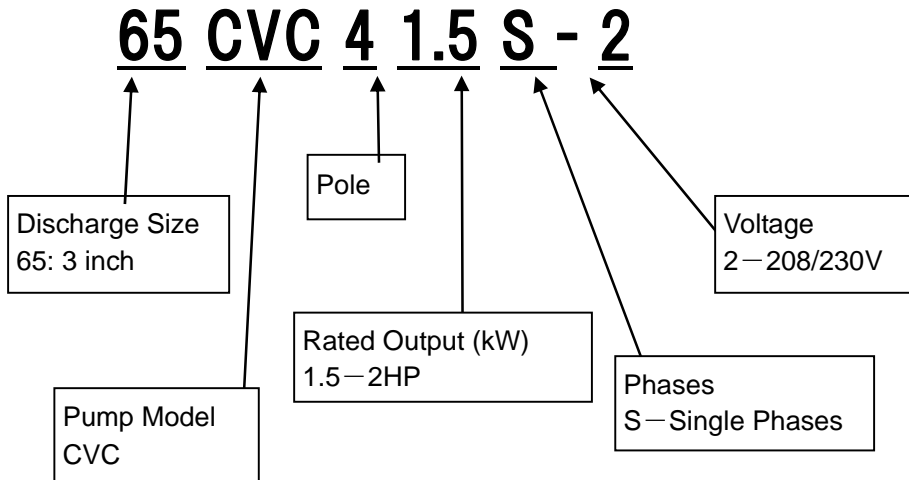 65 CVC 4 1.5 S - 2
Pole
Discharge Size
65: 3 inch
Voltage
2－208/230V
Rated Output (kW)
1.5－2HP
Phases
S－Single Phases
Pump Model
CVC